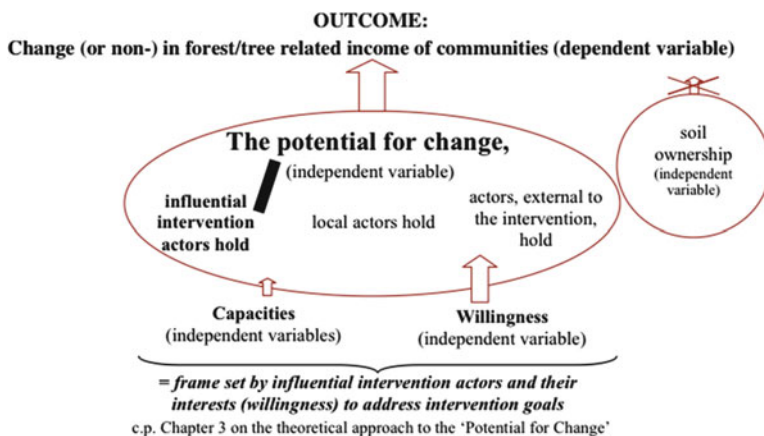 OUTCOME:
Change (or non-) in forest/tree related income of communities (dependent variable)
The potential for change,
(independent variable)
influential
intervention
actors hold
local actors hold
actors, external to
the intervention,
hold
soil
ownership
(independent
variable)
Capacities
(independent variables)
Willingness
(independent variable)
= frame set by influential intervention actors and their
interests (willingness) to address intervention goals
c.p. Chapter 3 on the theoretical approach to the ‘Potential for Change’